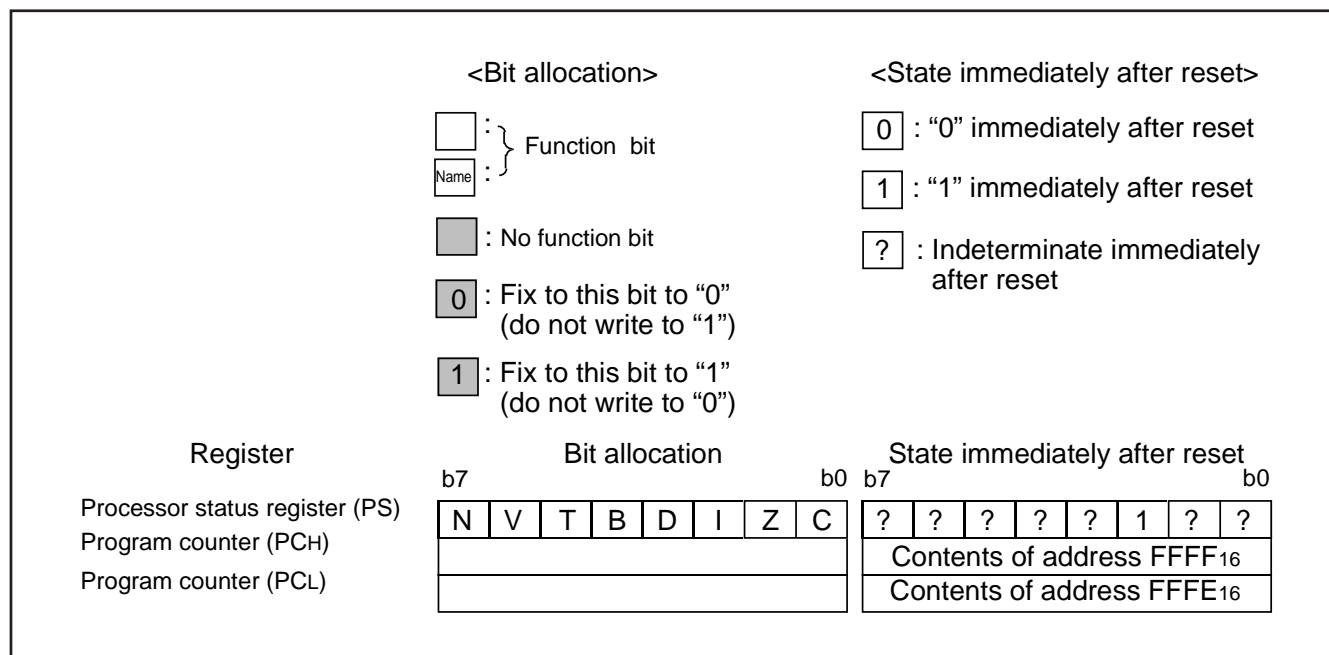 <Bit allocation>
<State immediately after reset>
:
Function bit
Name :
: No function bit
0 : Fix to this bit to “0”
(do not write to “1”)
1 : Fix to this bit to “1”
(do not write to “0”)
0 : “0” immediately after reset
1 : “1” immediately after reset
? : Indeterminate immediately
after reset
Register Bit allocation State immediately after reset
b7 b0 b7 b0
Processor status register (PS) N V T B D I Z C ? ? ? ? ? 1 ? ?
Program counter (PCH) Contents of address FFFF16
Program counter (PCL) Contents of address FFFE16